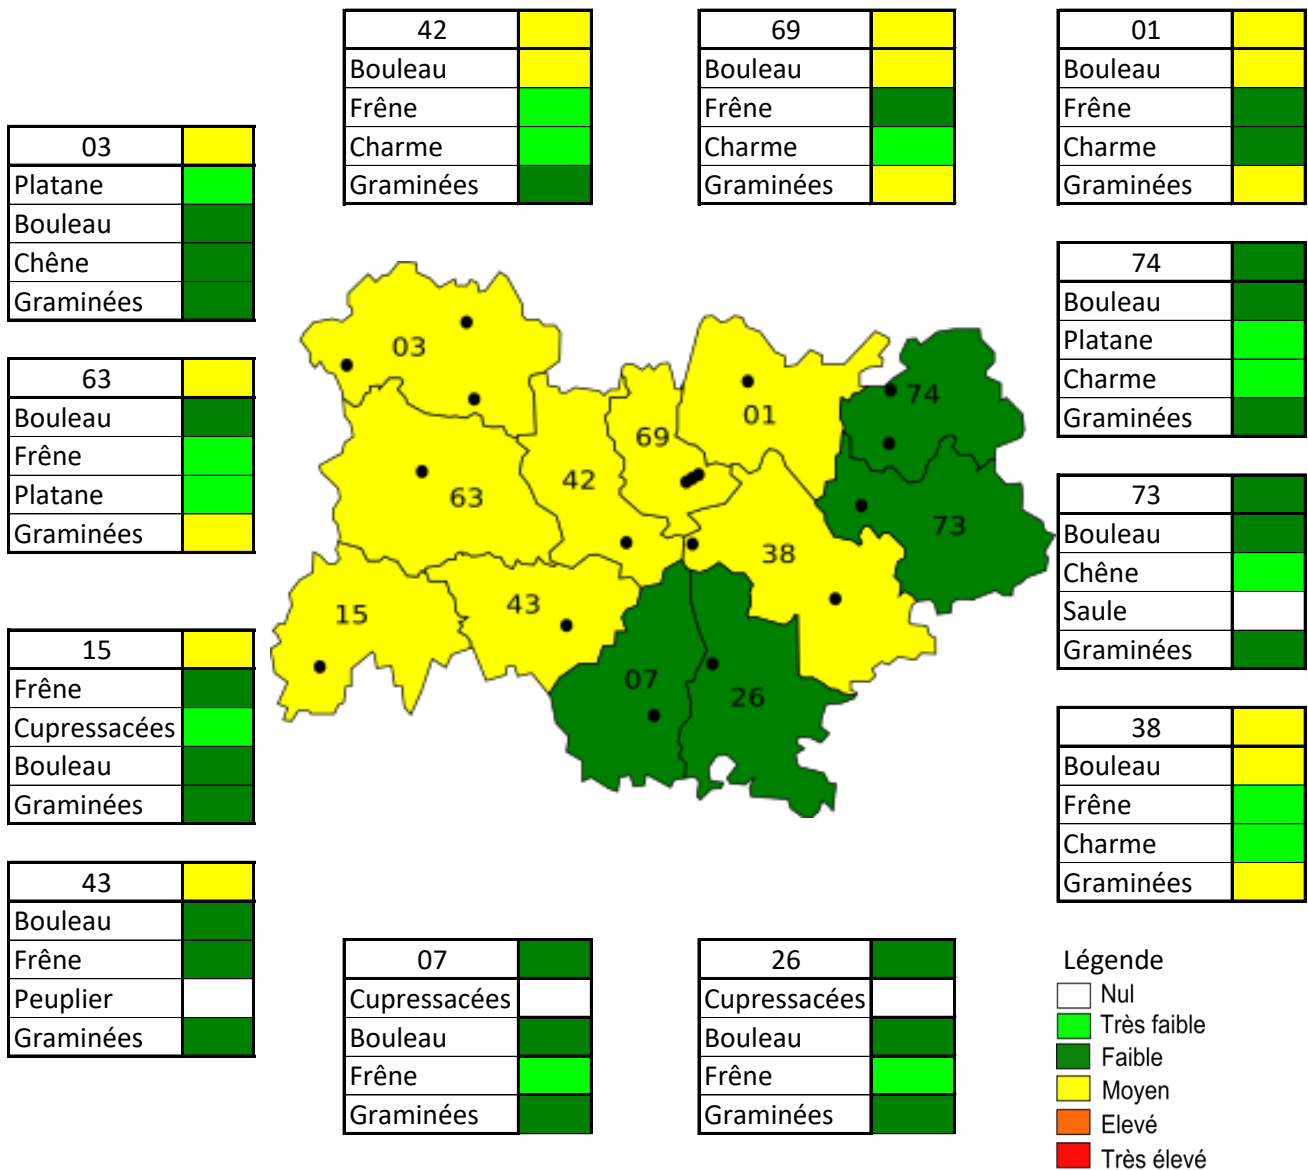 42
Bouleau
Frêne
Charme
Graminées
69
Bouleau
Frêne
Charme
Graminées
01
Bouleau
Frêne
Charme
Graminées
03
Platane
Bouleau
Chêne
Graminées
74
Bouleau
Platane
Charme
Graminées
63
Bouleau
Frêne
Platane
Graminées
03
74
01
69
42
63
73
38
43
15
07
26
73
Bouleau
Chêne
Saule
Graminées
15
Frêne
Cupressacées
Bouleau
Graminées
38
Bouleau
Frêne
Charme
Graminées
43
Bouleau
Frêne
Peuplier
Graminées
07
Cupressacées
Bouleau
Frêne
Graminées
26
Cupressacées
Bouleau
Frêne
Graminées
Légende
Nul
Très faible
Faible
Moyen
Elevé
Très élevé